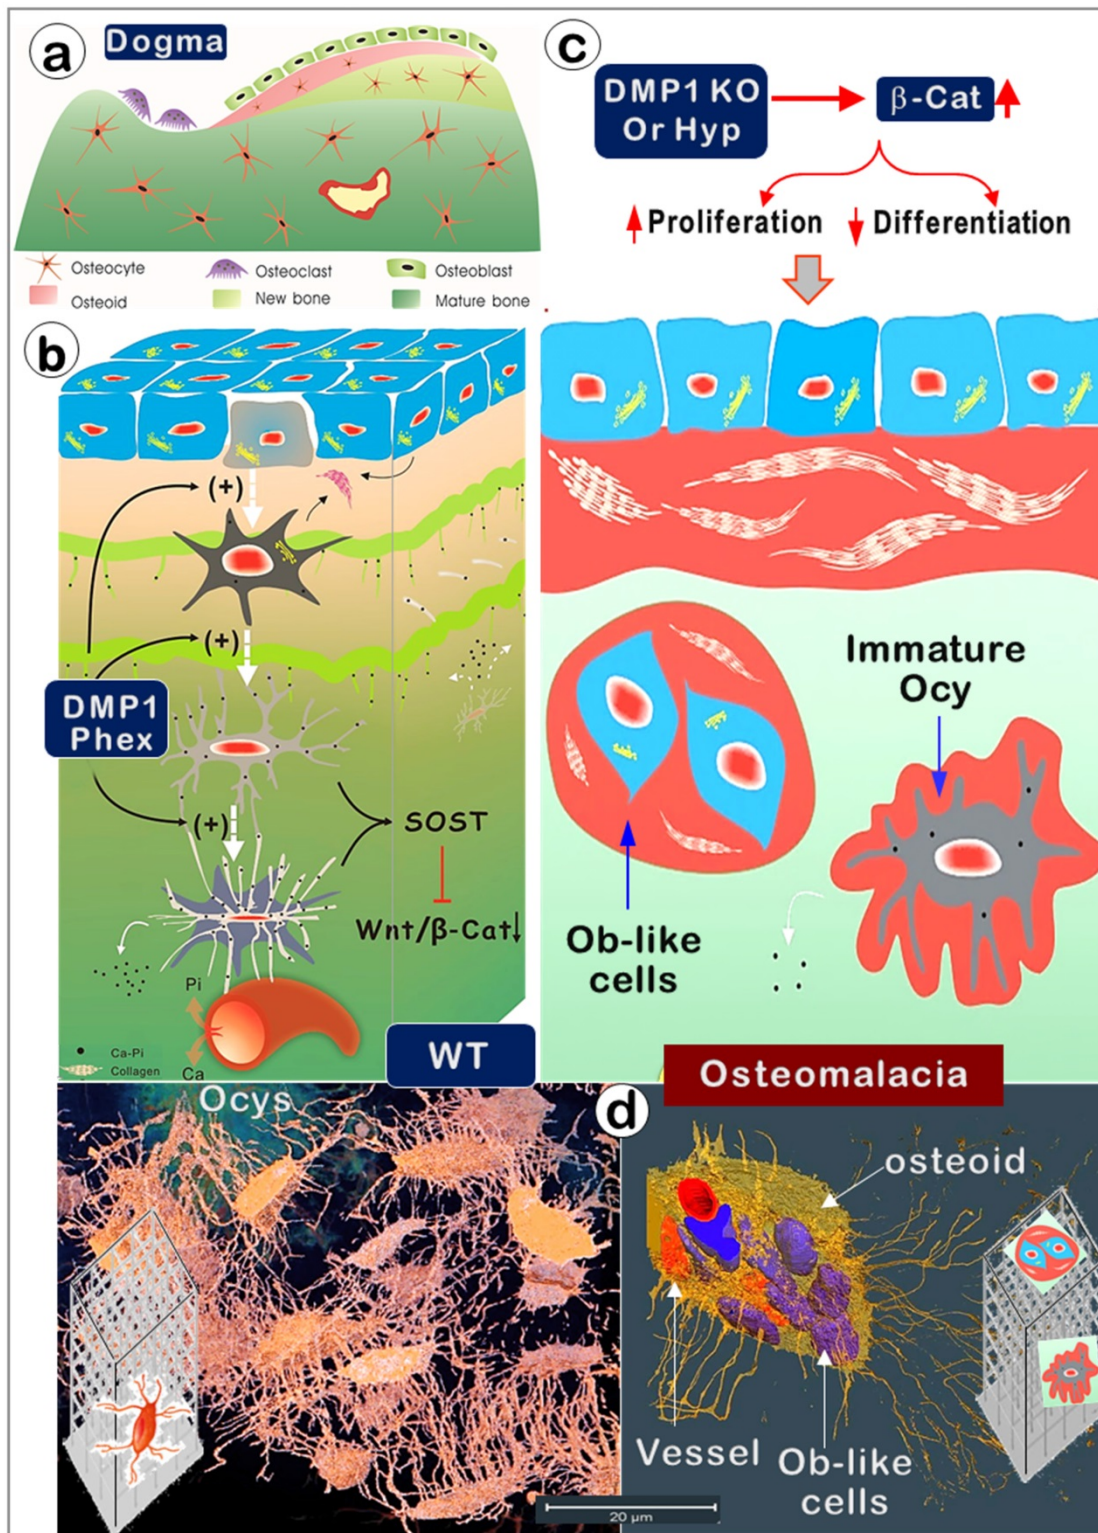 a
Dogma
Osteocyte
Osteoclast
Osteoblast
Osteoid
New bone
Mature bone
b
(+)
(+)
DMP1
Phex
(+)
SOST
Wnt/β-Cat↓
Pi
Ca
Ca-Pi
Collagen
WT
c
DMP1 KO
Or Hyp
β-Cat
Proliferation
Differentiation
Immature
Ocy
Ob-like
cells
Osteomalacia
Ocys
d
osteoid
Vessel
Ob-like
cells
20 μm